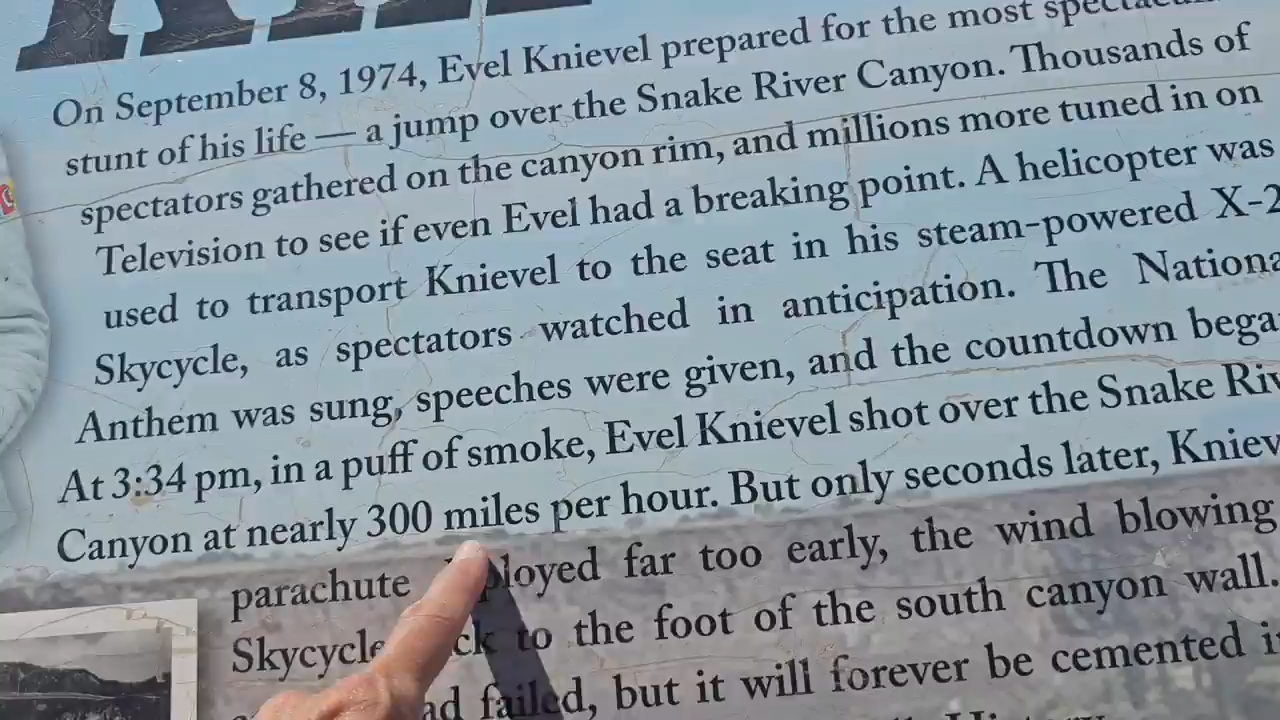 On September 8, 1974, Evel Knievel prepared for the most
stunt of his life — a jump over the Snake River Canyon. Thousands of
spectators gathered on the canyon rim, and millions more tuned in on
Television to see if even Evel had a breaking point. A helicopter was
used to transport Knievel to the seat in his steam-powered X-2
Skycycle, as spectators watched in anticipation. The
Anthem was sung, speeches were given, and the countdown
At 3:34 pm, in a puff of smoke, Evel Knievel shot over the Snake
Canyon at nearly 300 miles per hour. But only seconds later,
parachute far too early, the wind blowing
Skycycle to the foot of the south canyon wall.
failed, but it will forever be cemented